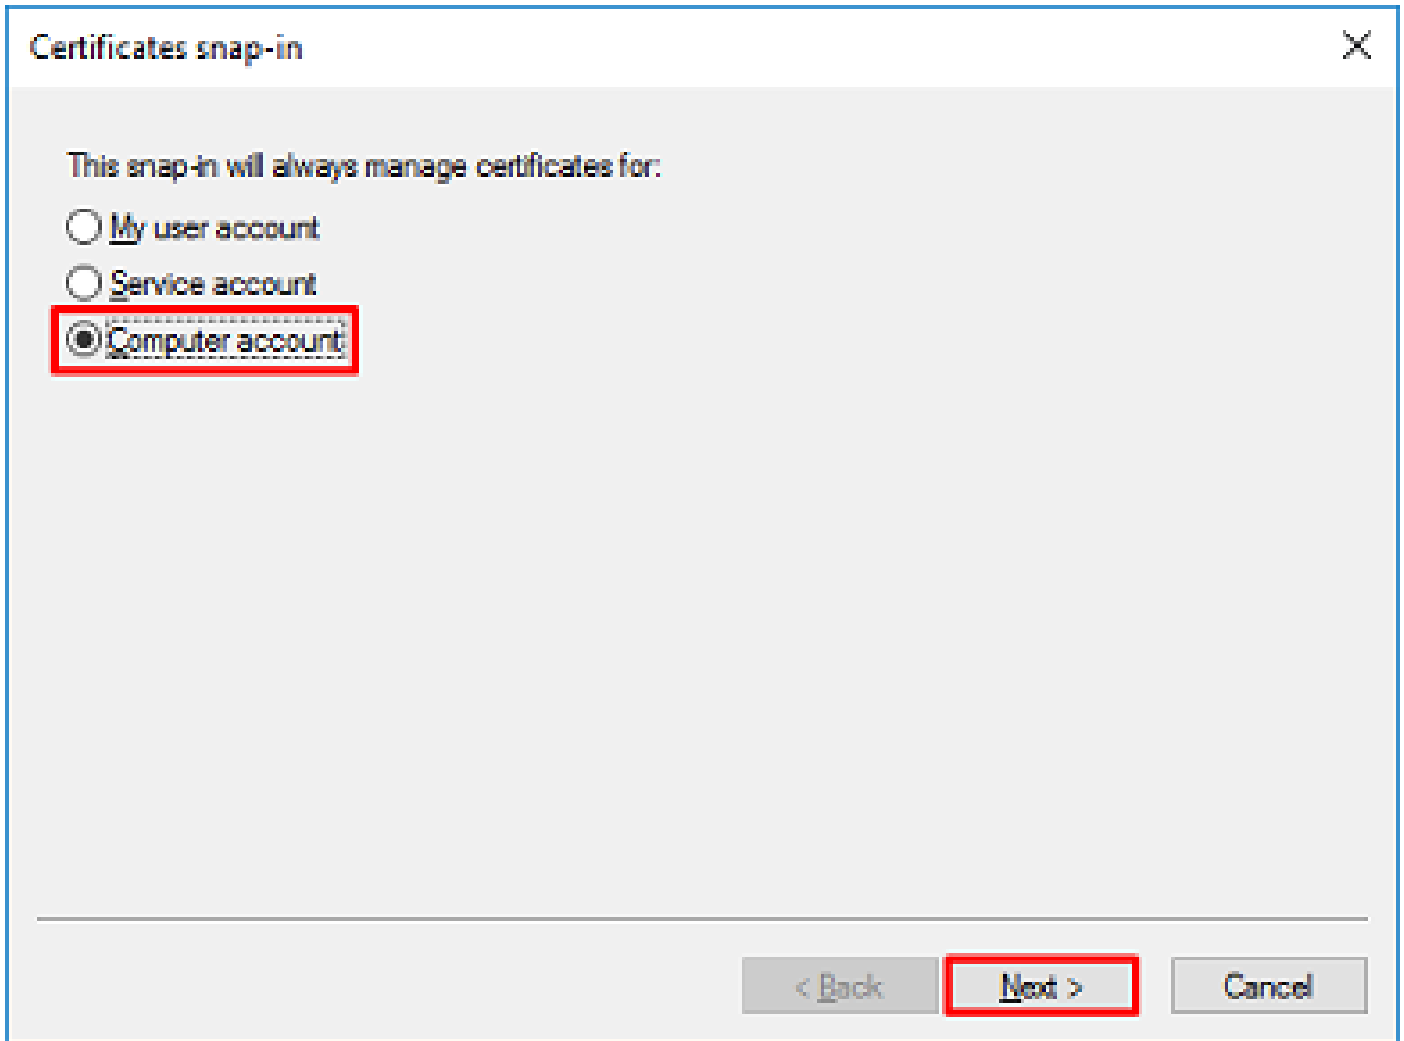 Certificates snap-in
This snap-in will always manage certificates for:
My user account
Service account
Computer account
< Back Next > Cancel